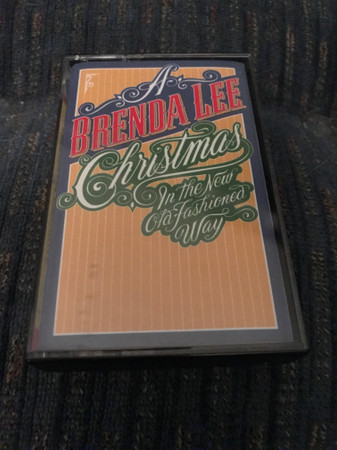 A
BRENDA LEE
Christmas
In the New
Old-Fashioned
Way